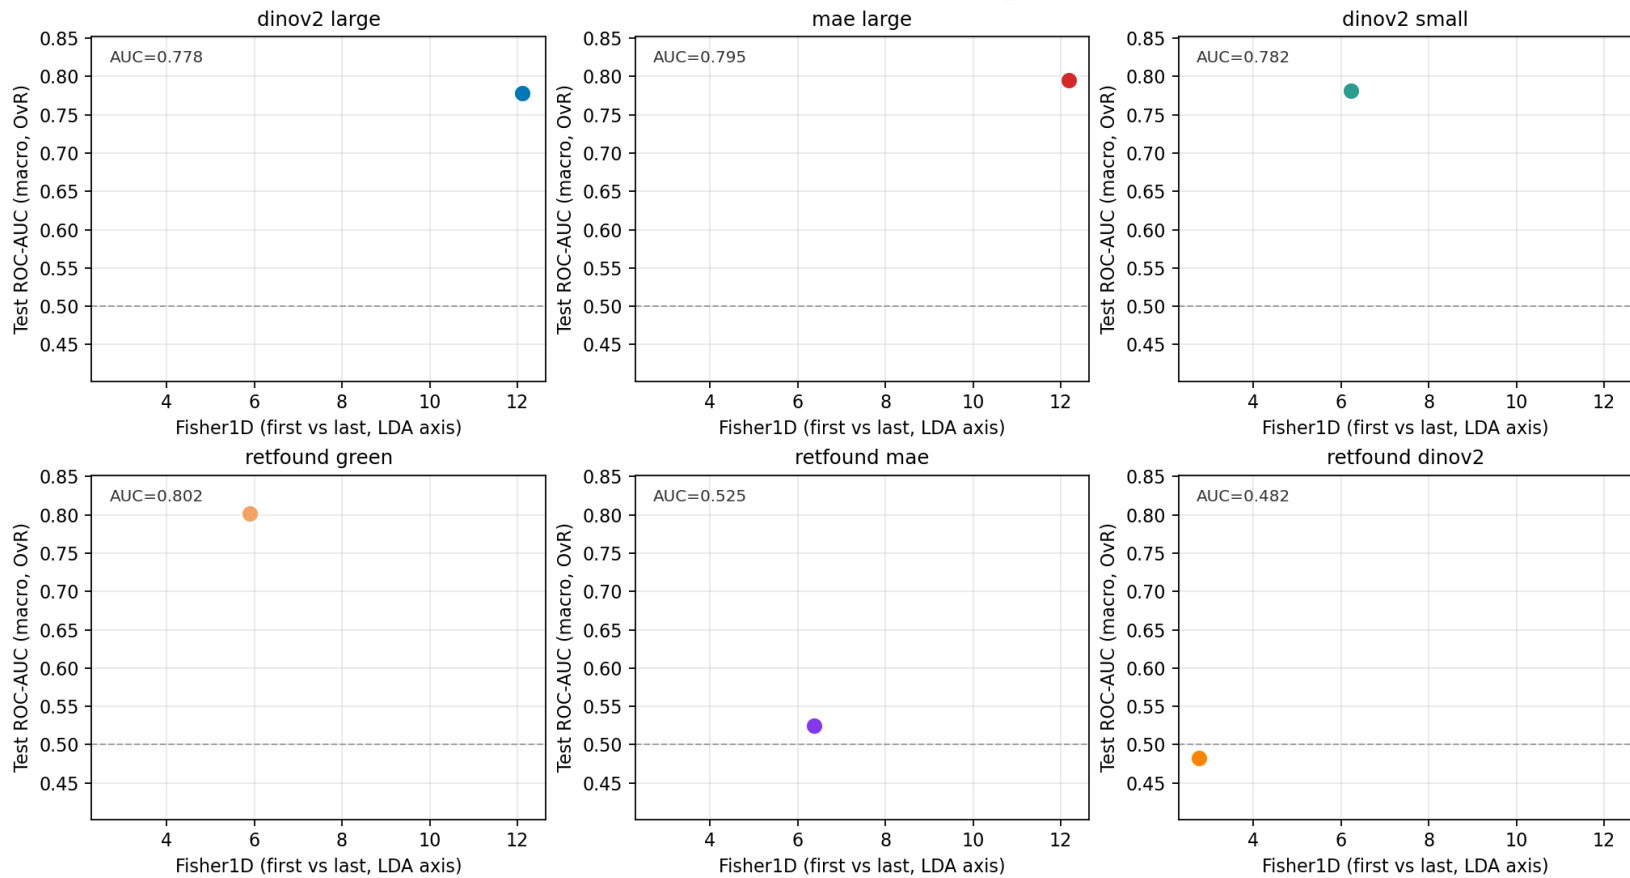 dinov2 large
AUC=0.778
Test ROC-AUC (macro, OvR)
0.85
0.80
0.75
0.70
0.65
0.60
0.55
0.50
0.45
4 6 8 10 12
Fisher1D (first vs last, LDA axis)
mae large
AUC=0.795
Test ROC-AUC (macro, OvR)
0.85
0.80
0.75
0.70
0.65
0.60
0.55
0.50
0.45
4 6 8 10 12
Fisher1D (first vs last, LDA axis)
dinov2 small
AUC=0.782
Test ROC-AUC (macro, OvR)
0.85
0.80
0.75
0.70
0.65
0.60
0.55
0.50
0.45
4 6 8 10 12
Fisher1D (first vs last, LDA axis)
retfound green
AUC=0.802
Test ROC-AUC (macro, OvR)
0.85
0.80
0.75
0.70
0.65
0.60
0.55
0.50
0.45
4 6 8 10 12
Fisher1D (first vs last, LDA axis)
retfound mae
AUC=0.525
Test ROC-AUC (macro, OvR)
0.85
0.80
0.75
0.70
0.65
0.60
0.55
0.50
0.45
4 6 8 10 12
Fisher1D (first vs last, LDA axis)
retfound dinov2
AUC=0.482
Test ROC-AUC (macro, OvR)
0.85
0.80
0.75
0.70
0.65
0.60
0.55
0.50
0.45
4 6 8 10 12
Fisher1D (first vs last, LDA axis)